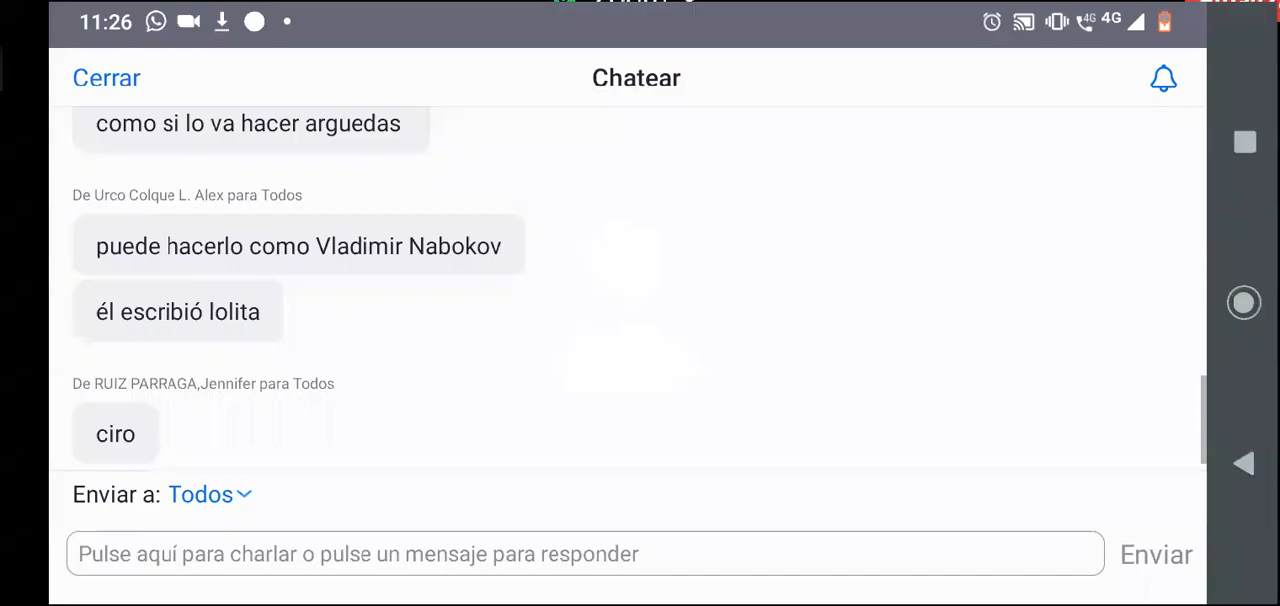 11:26
4G 4G
Cerrar
Chatear
como si lo va hacer arguedas
De Urco Colque L. Alex para Todos
puede hacerlo como Vladimir Nabokov
él escribió lolita
De RUIZ PARRAGA,Jennifer para Todos
ciro
Enviar a: Todos
Pulse aquí para charlar o pulse un mensaje para responder
Enviar